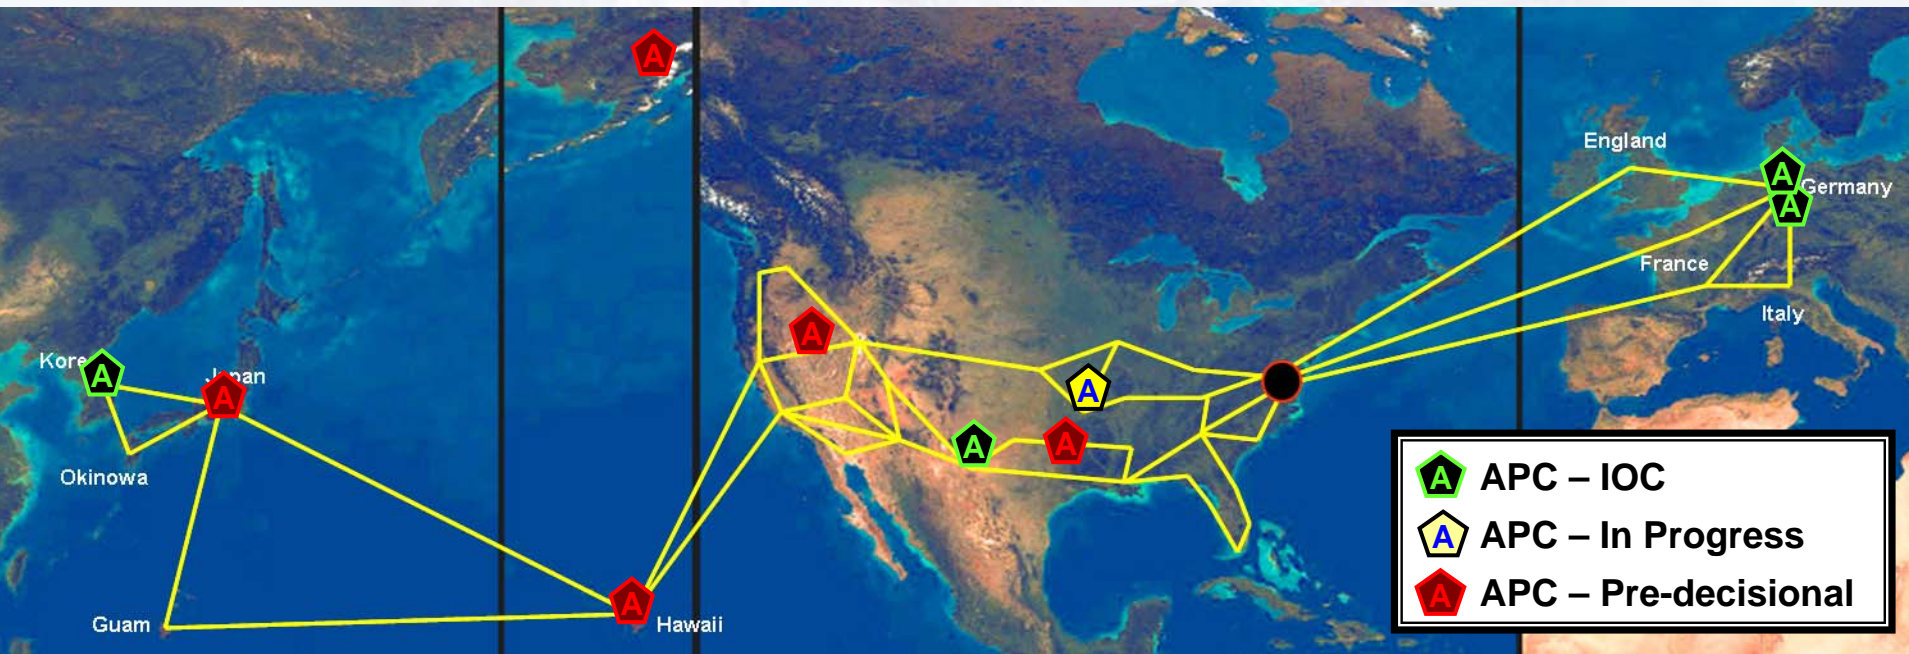 A
England
A
Germany
A
France
A
Italy
Kore
A
Japan
A
A
A
A
Okinowa
Guam
A
Hawaii
A APC – IOC
A APC – In Progress
A APC – Pre-decisional